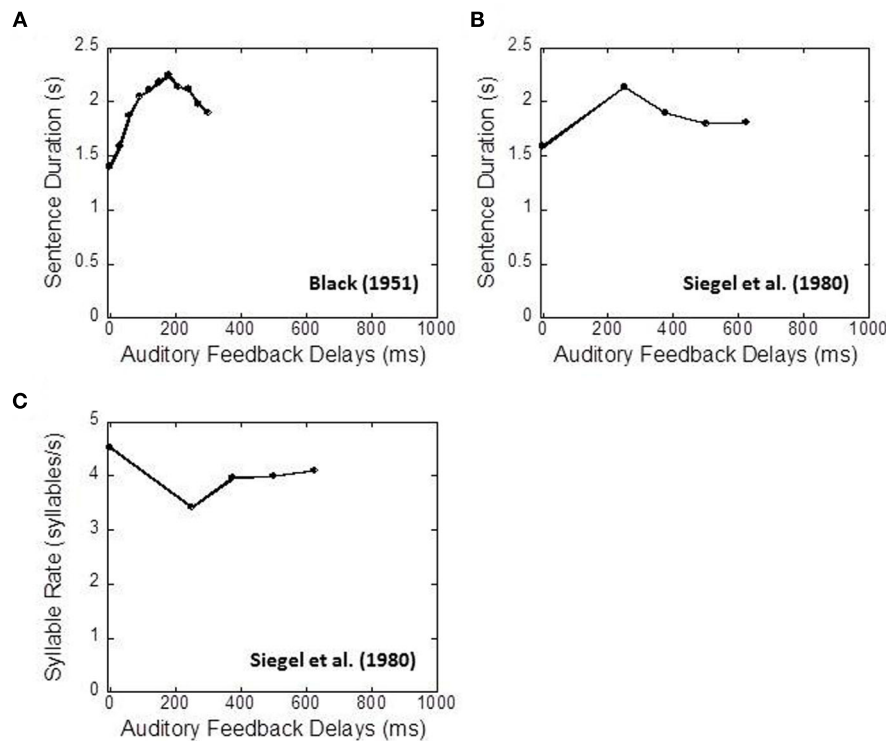 A
2.5
2
1.5
1
0.5
0
Sentence Duration (s)
Black (1951)
0 200 400 600 800 1000
Auditory Feedback Delays (ms)
B
2.5
2
1.5
1
0.5
0
Sentence Duration (s)
Siegel et al. (1980)
0 200 400 600 800 1000
Auditory Feedback Delays (ms)
C
5
4
3
2
1
0
Syllable Rate (syllables/s)
Siegel et al. (1980)
0 200 400 600 800 1000
Auditory Feedback Delays (ms)